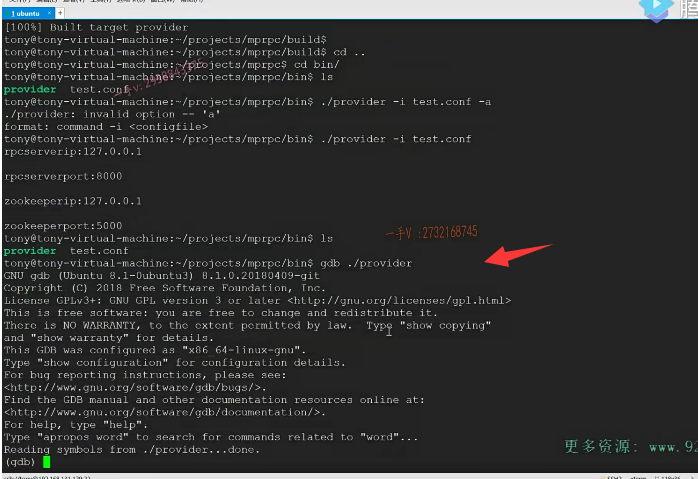 1 ubuntu
[100%] Built target provider
tony@tony-virtual-machine:~/projects/mprpc/build$
tony@tony-virtual-machine:~/projects/mprpc/build$ cd ..
tony@tony-virtual-machine:~/projects/mprpc$ cd bin/
tony@tony-virtual-machine:~/projects/mprpc/bin$ ls
provider test.conf
tony@tony-virtual-machine:~/projects/mprpc/bin$ ./provider -i test.conf -a
./provider: invalid option -- 'a'
format: command -i <configfile>
tony@tony-virtual-machine:~/projects/mprpc/bin$ ./provider -i test.conf
rpcserverip:127.0.0.1
rpcserverport:8000
zookeeperip:127.0.0.1
zookeeperport:5000
一手V :2732168745
tony@tony-virtual-machine:~/projects/mprpc/bin$ ls
provider test.conf
tony@tony-virtual-machine:~/projects/mprpc/bin$ gdb ./provider
GNU gdb (Ubuntu 8.1-0ubuntu3) 8.1.0.20180409-git
Copyright (C) 2018 Free Software Foundation, Inc.
License GPLv3+: GNU GPL version 3 or later <http://gnu.org/licenses/gpl.html>
This is free software: you are free to change and redistribute it.
There is NO WARRANTY, to the extent permitted by law. Type "show copying"
and "show warranty" for details.
This GDB was configured as "x86_64-linux-gnu".
Type "show configuration" for configuration details.
For bug reporting instructions, please see:
<http://www.gnu.org/software/gdb/bugs/>.
Find the GDB manual and other documentation resources online at:
<http://www.gnu.org/software/gdb/documentation/>.
For help, type "help".
Type "apropos word" to search for commands related to "word"...
Reading symbols from ./provider...done.
更多资源: www.92
(gdb)